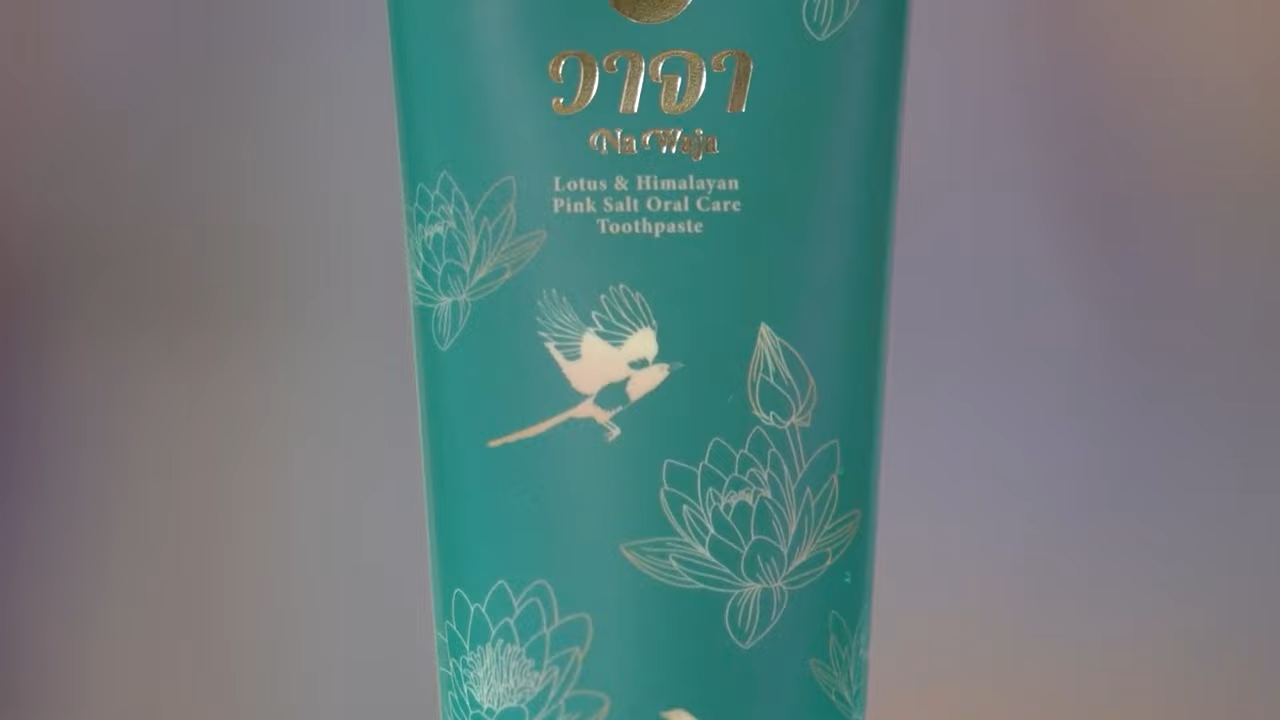 วาจา
Na Waja
Lotus & Himalayan
Pink Salt Oral Care
Toothpaste